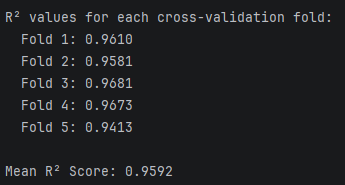 R² values for each cross-validation fold:
Fold 1: 0.9610
Fold 2: 0.9581
Fold 3: 0.9681
Fold 4: 0.9673
Fold 5: 0.9413
Mean R² Score: 0.9592